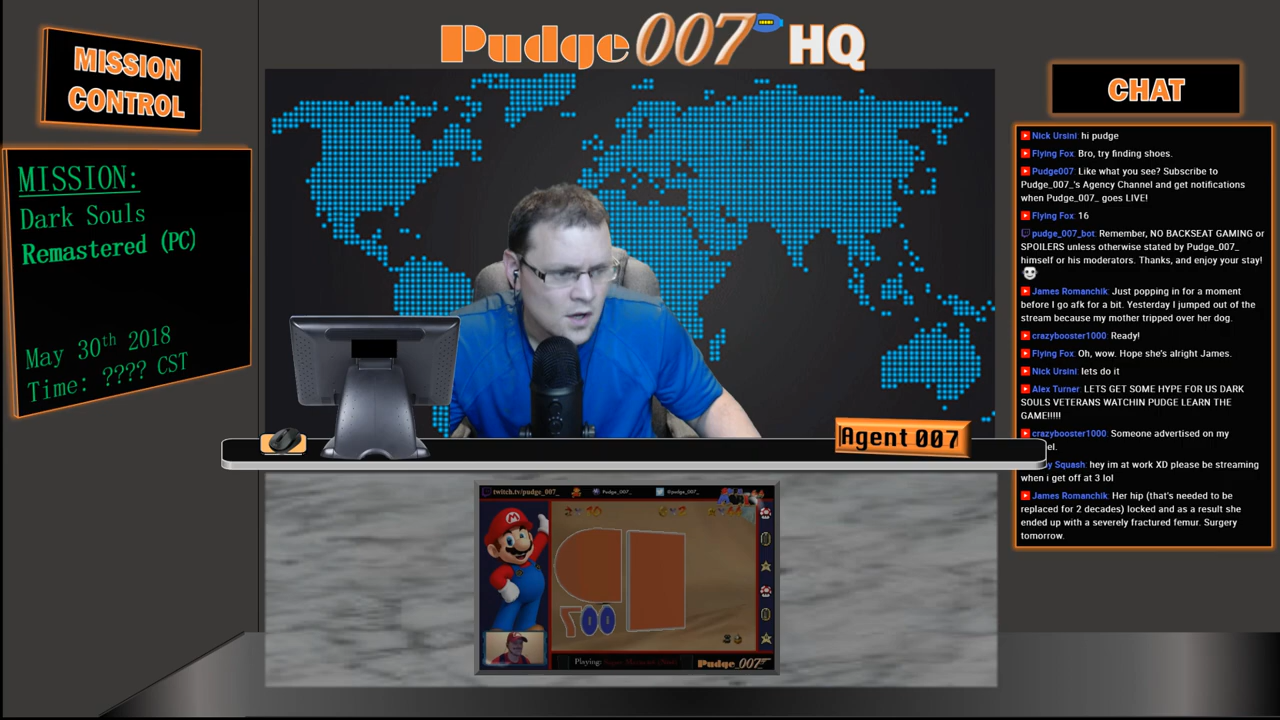 Pudge 007 HQ
MISSION
CONTROL
MISSION:
Dark Souls
Remastered (PC)
May 30th 2018
Time: ???? CST
Agent 007
CHAT
Nick Ursini hi pudge
Flying Fox: Bro, try finding shoes.
Pudge007: Like what you see? Subscribe to
Pudge_007_'s Agency Channel and get notifications
when Pudge_007_ goes LIVE!
Flying Fox: 16
pudge_007_bot: Remember, NO BACKSEAT GAMING or
SPOILERS unless otherwise stated by Pudge_007_
himself or his moderators. Thanks, and enjoy your stay!
James Romanchik: Just popping in for a moment
before I go afk for a bit. Yesterday I jumped out of the
stream because my mother tripped over her dog.
crazybooster1000: Ready!
Flying Fox: Oh, wow. Hope she's alright James.
Nick Ursini: lets do it
Alex Turner: LETS GET SOME HYPE FOR US DARK
SOULS VETERANS WATCHIN PUDGE LEARN THE
GAME!!!!!
crazybooster1000: Someone advertised on my
el.
y Squash: hey im at work XD please be streaming
when i get off at 3 lol
James Romanchik: Her hip (that's needed to be
replaced for 2 decades) locked and as a result she
ended up with a severely fractured femur. Surgery
tomorrow.
twitch.tv/pudge_007_
Pudge_007_
@pudge_007_
007
Playing:
Pudge_007